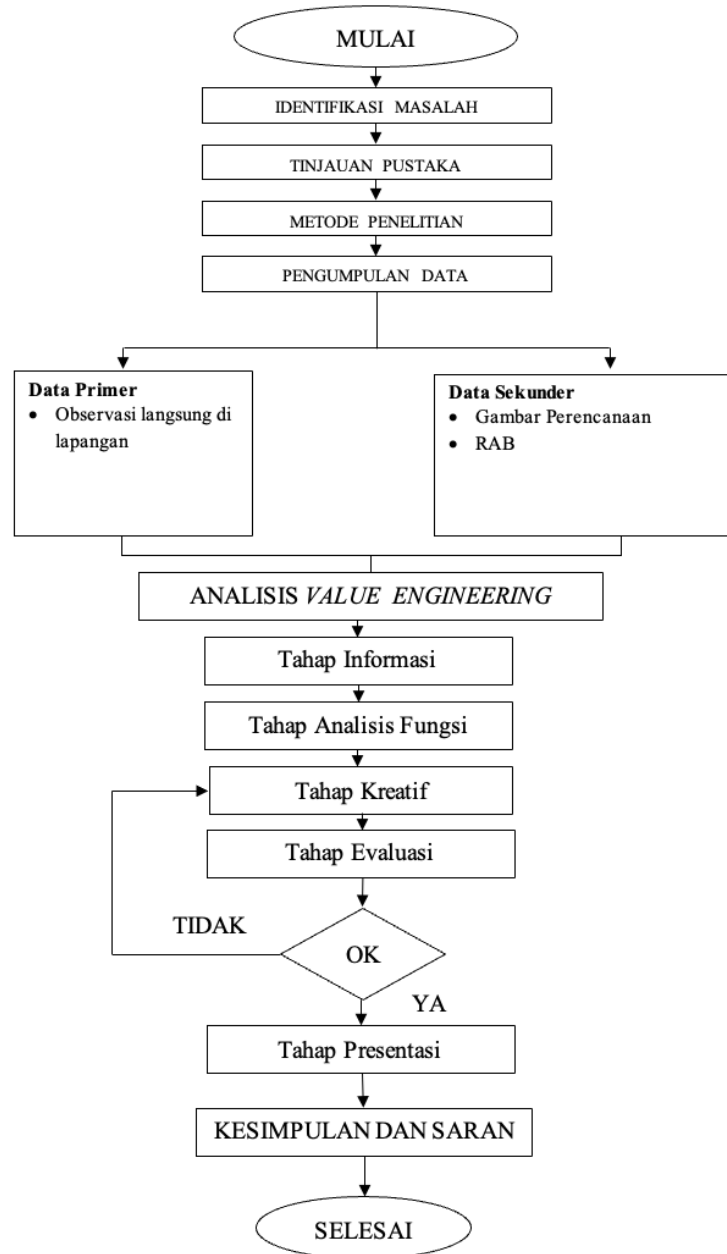 MULAI
IDENTIFIKASI MASALAH
TINJAUAN PUSTAKA
METODE PENELITIAN
PENGUMPULAN DATA
Data Primer
• Observasi langsung di
lapangan
Data Sekunder
• Gambar Perencanaan
• RAB
ANALISIS VALUE ENGINEERING
Tahap Informasi
Tahap Analisis Fungsi
Tahap Kreatif
Tahap Evaluasi
TIDAK
OK
YA
Tahap Presentasi
KESIMPULAN DAN SARAN
SELESAI